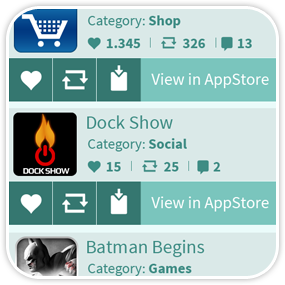 Category: Shop
1.345 326 13
View in AppStore
Dock Show
Category: Social
DOCK SHOW
15 25 2
View in AppStore
Batman Begins
Category: Games